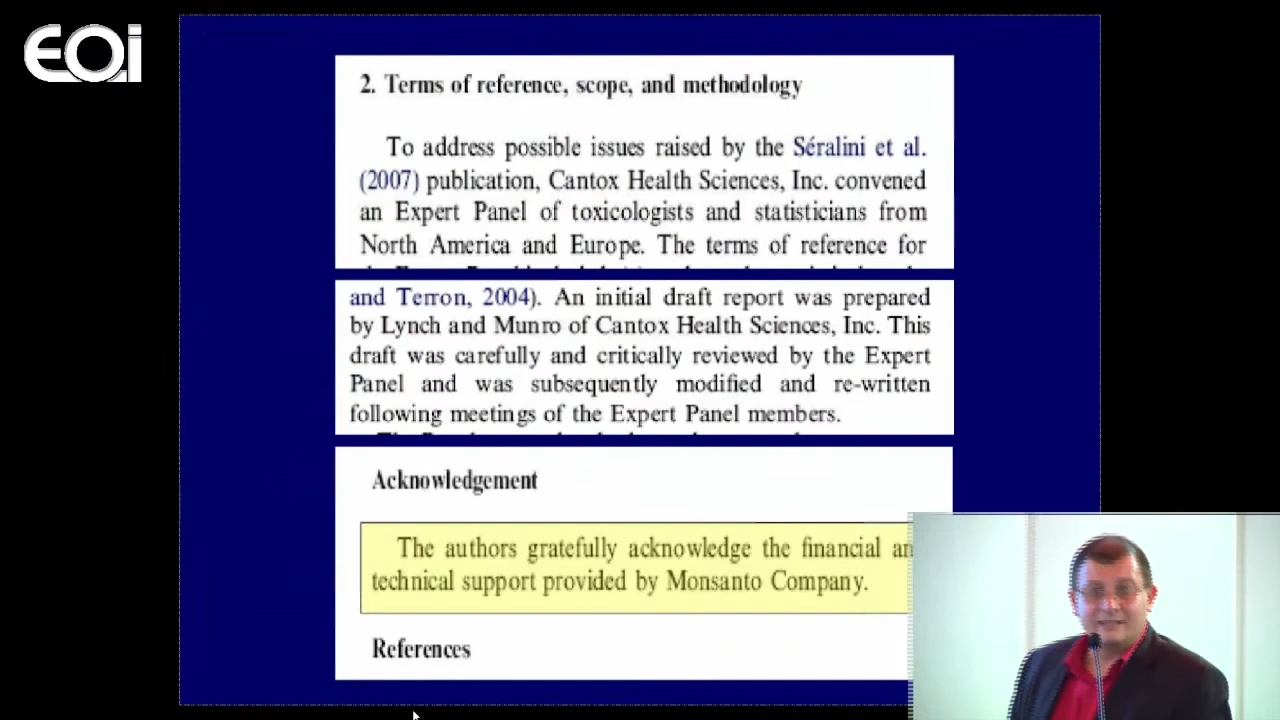 EOi
2. Terms of reference, scope, and methodology
To address possible issues raised by the Séralini et al.
(2007) publication, Cantox Health Sciences, Inc. convened
an Expert Panel of toxicologists and statisticians from
North America and Europe. The terms of reference for
and Terron, 2004). An initial draft report was prepared
by Lynch and Munro of Cantox Health Sciences, Inc. This
draft was carefully and critically reviewed by the Expert
Panel and was subsequently modified and re-written
following meetings of the Expert Panel members.
Acknowledgement
The authors gratefully acknowledge the financial
technical support provided by Monsanto Company.
References